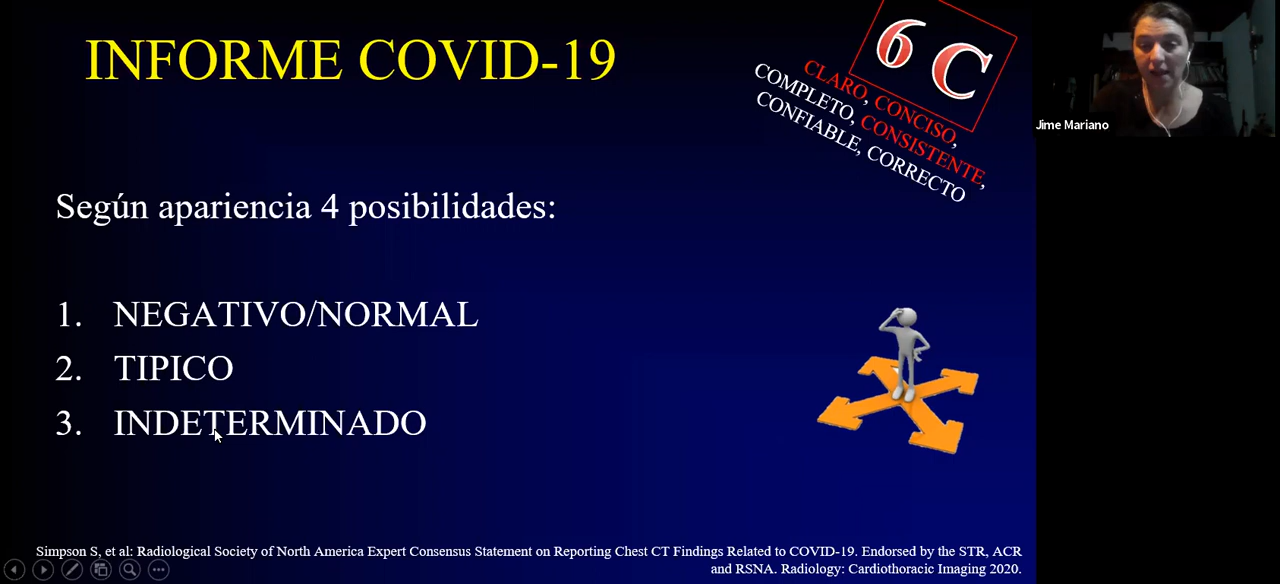 INFORME COVID-19
6 C
CLARO, CONCISO,
COMPLETO, CONSISTENTE,
CONFIABLE, CORRECTO
Jime Mariano
Según apariencia 4 posibilidades:
1. NEGATIVO/NORMAL
2. TIPICO
3. INDETERMINADO
Simpson S, et al: Radiological Society of North America Expert Consensus Statement on Reporting Chest CT Findings Related to COVID-19. Endorsed by the STR, ACR
and RSNA. Radiology: Cardiothoracic Imaging 2020.